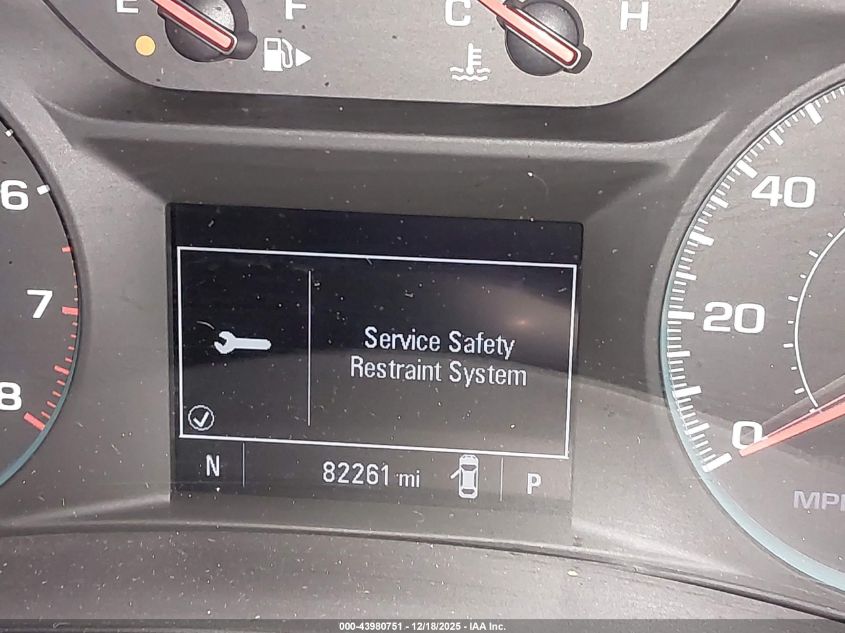 E F
C H
6
7
8
40
20
0
MPH
Service Safety
Restraint System
N 82261 mi P
000-43980751 - 12/18/2025 - IAA Inc.